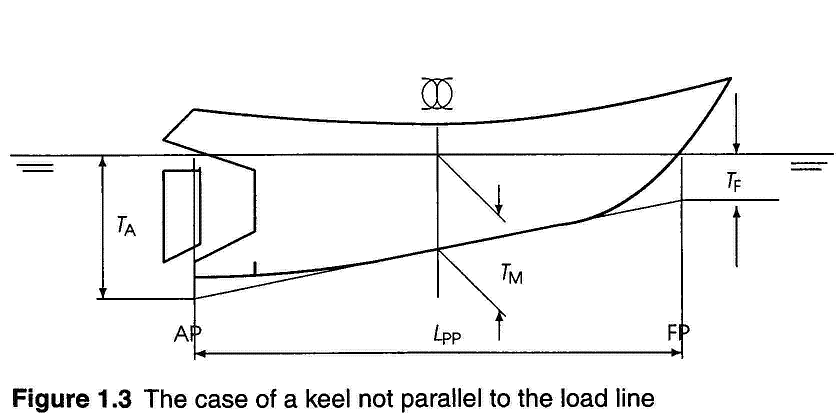 T_A
T_F
T_M
AP
L_PP
FP
Figure 1.3 The case of a keel not parallel to the load line